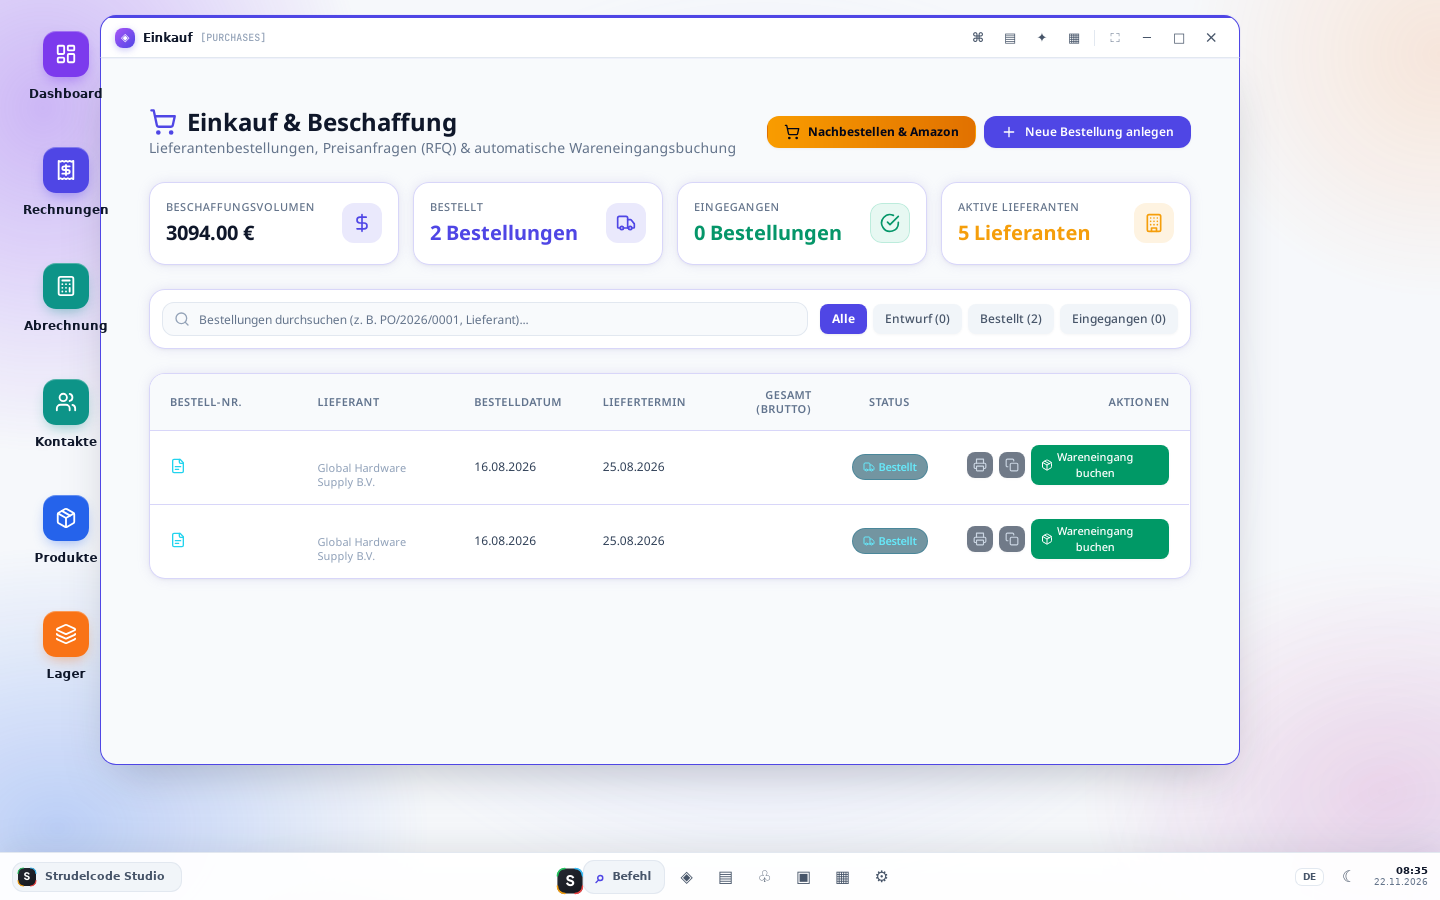 Dashboard
Rechnungen
Abrechnung
Kontakte
Produkte
Lager
Einkauf [PURCHASES]
Einkauf & Beschaffung
Lieferantenbestellungen, Preisanfragen (RFQ) & automatische Wareneingangsbuchung
Nachbestellen & Amazon
Neue Bestellung anlegen
BESCHAFFUNGSVOLUMEN
3094.00 €
BESTELLT
2 Bestellungen
EINGEGANGEN
0 Bestellungen
AKTIVE LIEFERANTEN
5 Lieferanten
Bestellungen durchsuchen (z. B. PO/2026/0001, Lieferant)...
Alle
Entwurf (0)
Bestellt (2)
Eingegangen (0)
BESTELL-NR.
LIEFERANT
BESTELLDATUM
LIEFERTERMIN
GESAMT
(BRUTTO)
STATUS
AKTIONEN
Global Hardware
Supply B.V.
16.08.2026
25.08.2026
Bestellt
Wareneingang
buchen
Global Hardware
Supply B.V.
16.08.2026
25.08.2026
Bestellt
Wareneingang
buchen
S Strudelcode Studio
S
Befehl
DE
08:35
22.11.2026